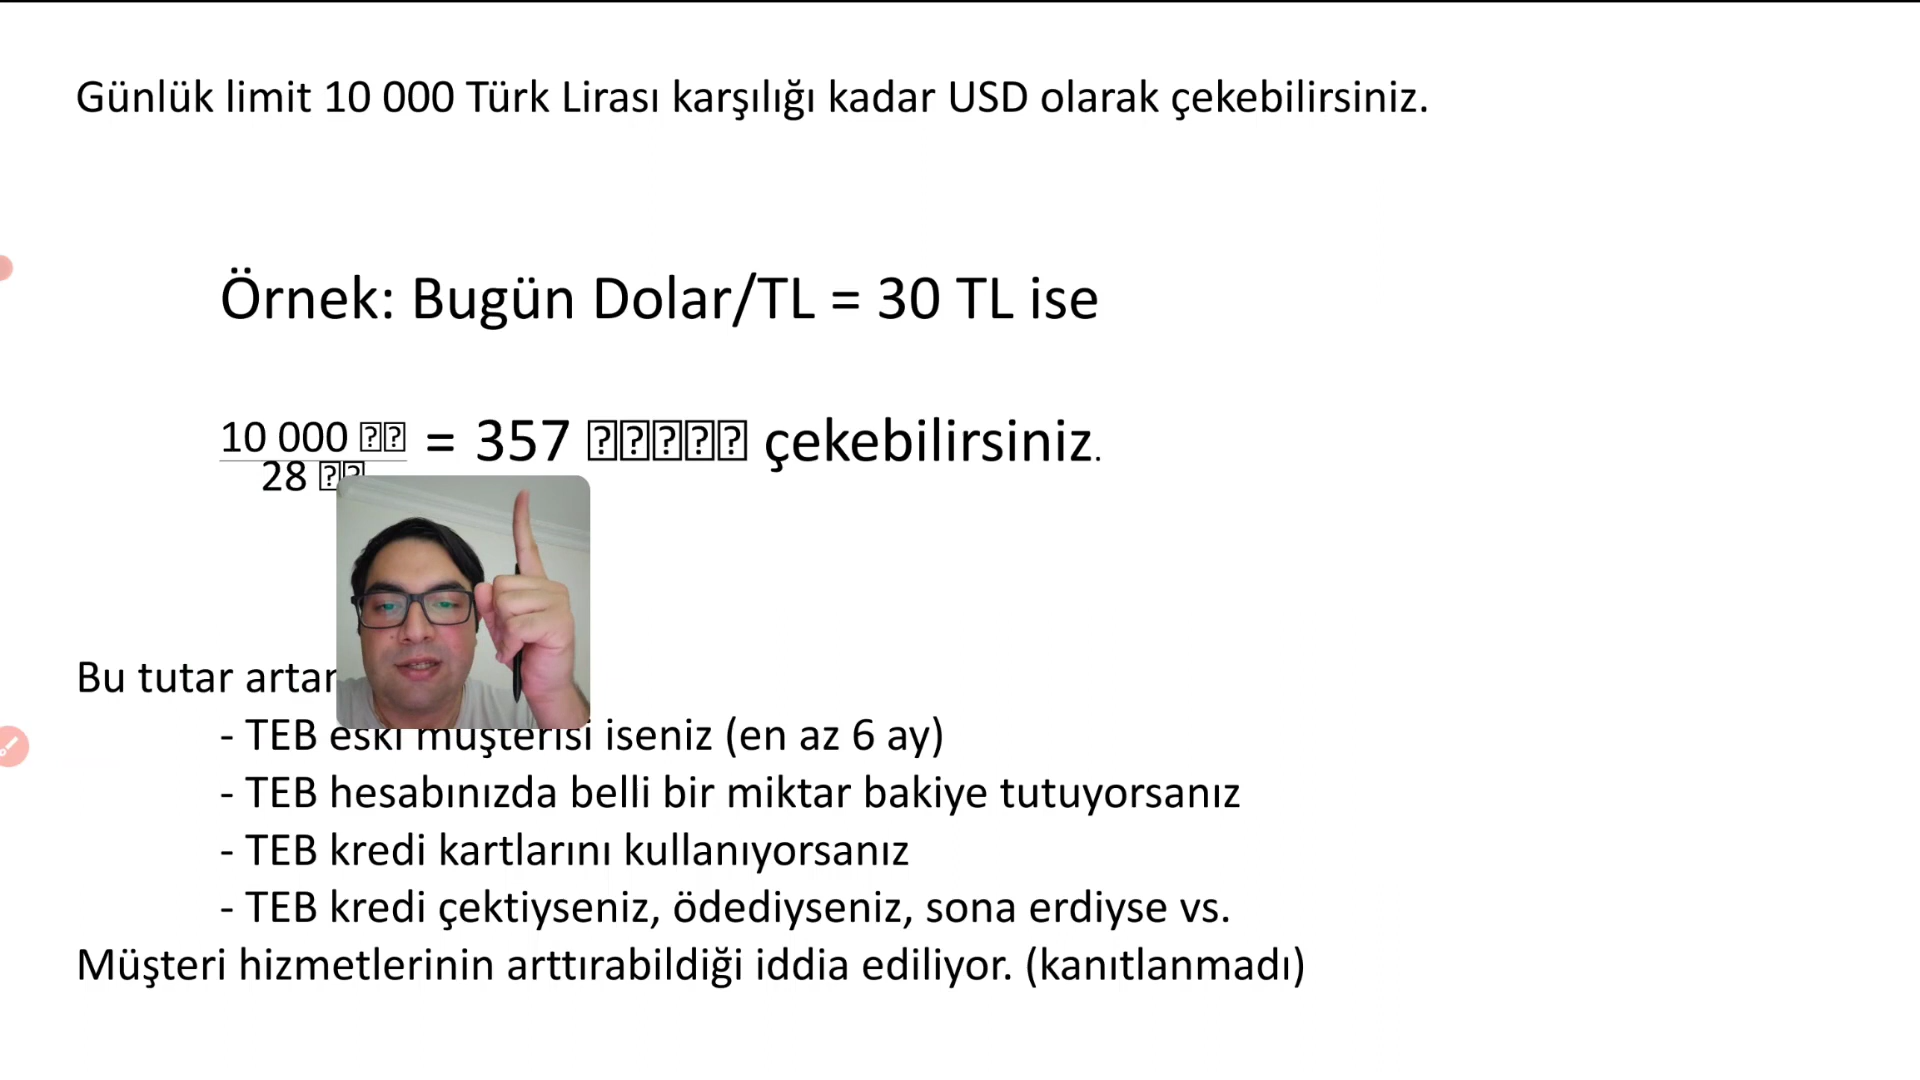 Günlük limit 10 000 Türk Lirası karşılığı kadar USD olarak çekebilirsiniz.
Örnek: Bugün Dolar/TL = 30 TL ise
10 000 = 357 çekebilirsiniz.
28
Bu tutar
- TEB eski müşterisi iseniz (en az 6 ay)
- TEB hesabınızda belli bir miktar bakiye tutuyorsanız
- TEB kredi kartlarını kullanıyorsanız
- TEB kredi çektiyseniz, ödediyseniz, sona erdiyse vs.
Müşteri hizmetlerinin arttırabildiği iddia ediliyor. (kanıtlanmadı)